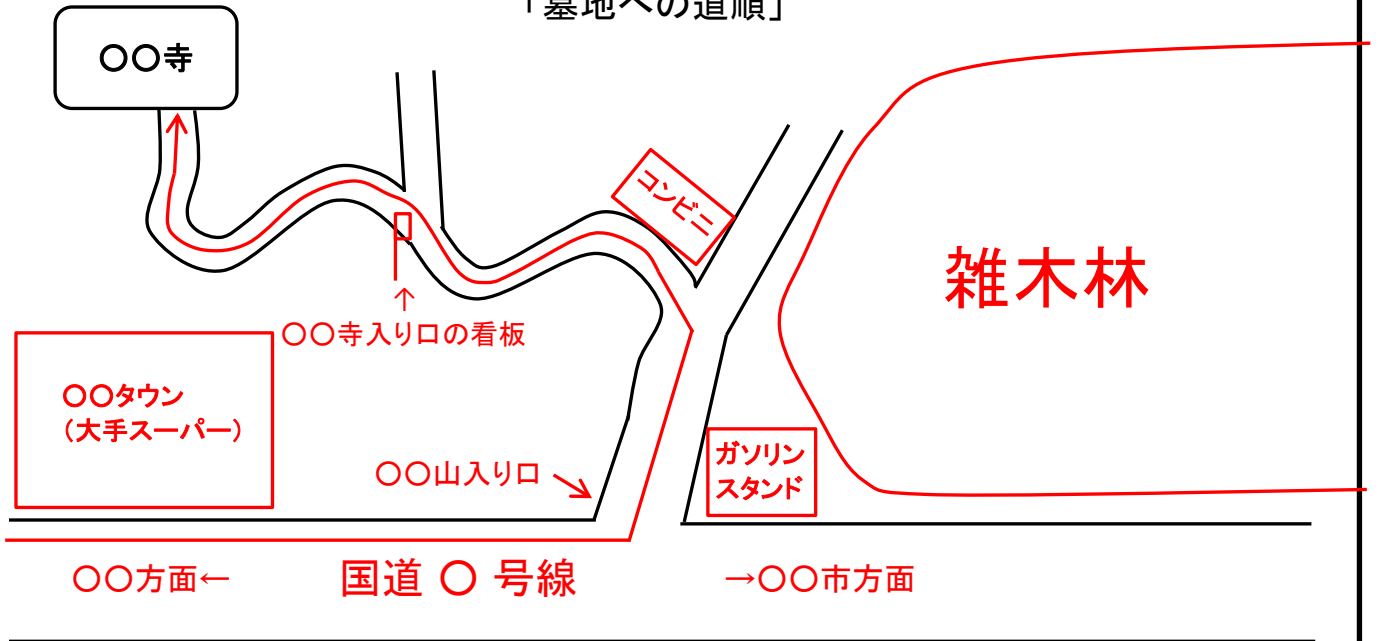 「墓地への道順」
〇〇寺
コンビニ
雑木林
↑
〇〇寺入り口の看板
〇〇タウン
(大手スーパー)
〇〇山入り口
ガソリン
スタンド
〇〇方面←
国道 〇 号線
→〇〇市方面